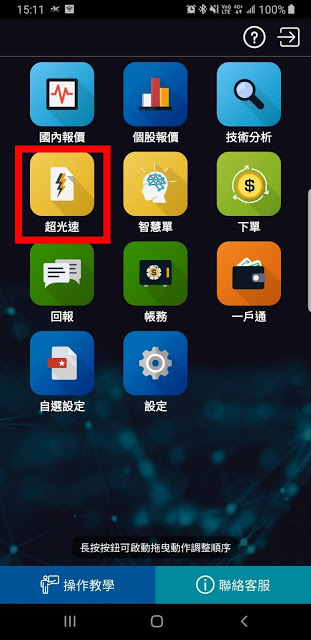 15:11
VoD LTE 4G+ 100%
國內報價 個股報價 技術分析
超光速 智慧單 下單
回報 帳務 一戶通
自選設定 設定
長按按鈕可啟動拖曳動作調整順序
操作教學 聯絡客服